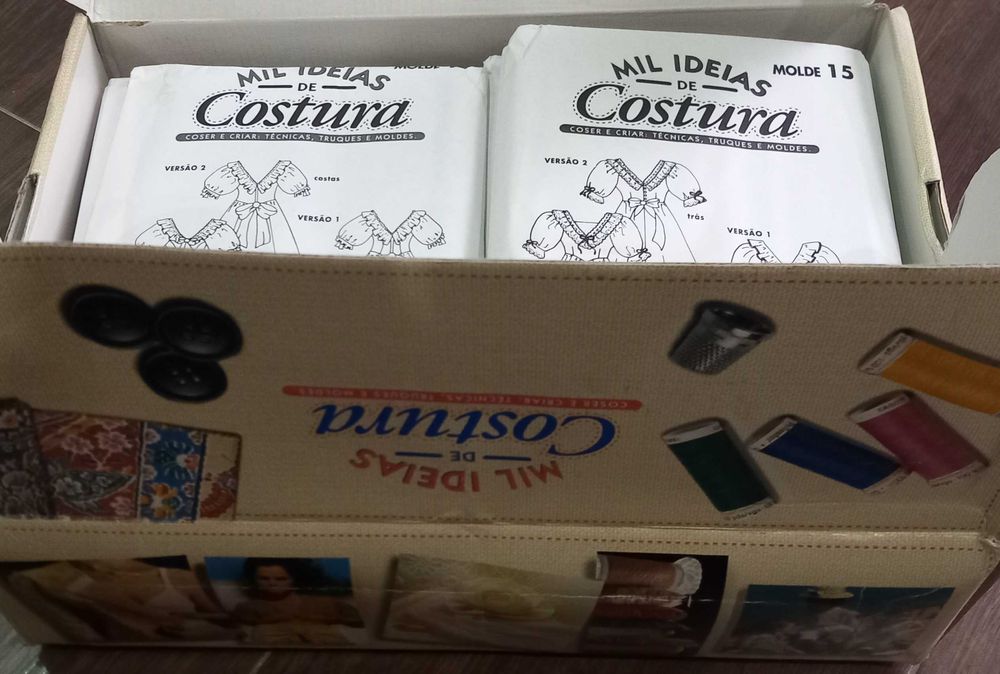 MIL IDEIAS
MOLDE
DE
Costura
COSER E CRIAR: TÉCNICAS, TRUQUES E MOLDES.
VERSÃO 2
costas
VERSÃO 1
MIL IDEIAS
MOLDE 15
DE
Costura
COSER E CRIAR: TÉCNICAS, TRUQUES E MOLDES.
VERSÃO 2
trás
VERSÃO 1
MIL IDEIAS
DE
Costura
COSER E CRIAR: TÉCNICAS, TRUQUES E MOLDES